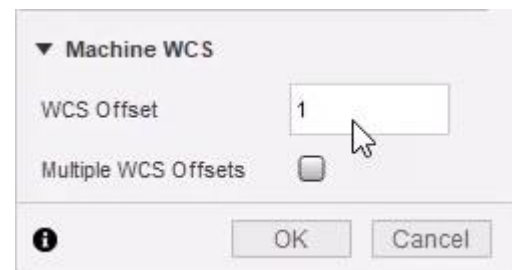 Machine WCS
WCS Offset 1
Multiple WCS Offsets
OK Cancel